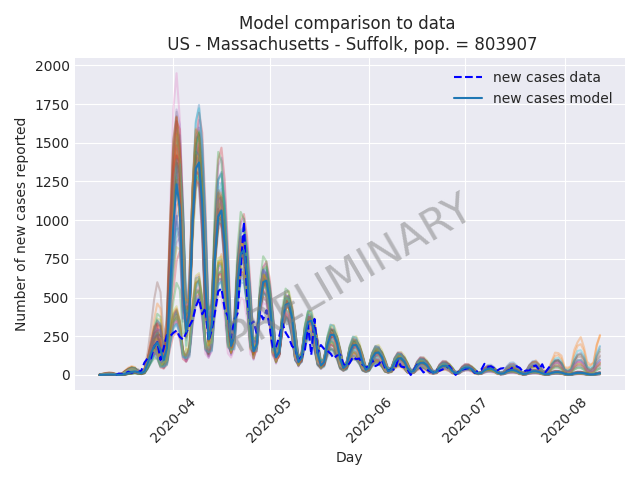 Model comparison to data
US - Massachusetts - Suffolk, pop. = 803907
new cases data
new cases model
Number of new cases reported
2000
1750
1500
1250
1000
750
500
250
0
PRELIMINARY
2020-04
2020-05
2020-06
2020-07
2020-08
Day